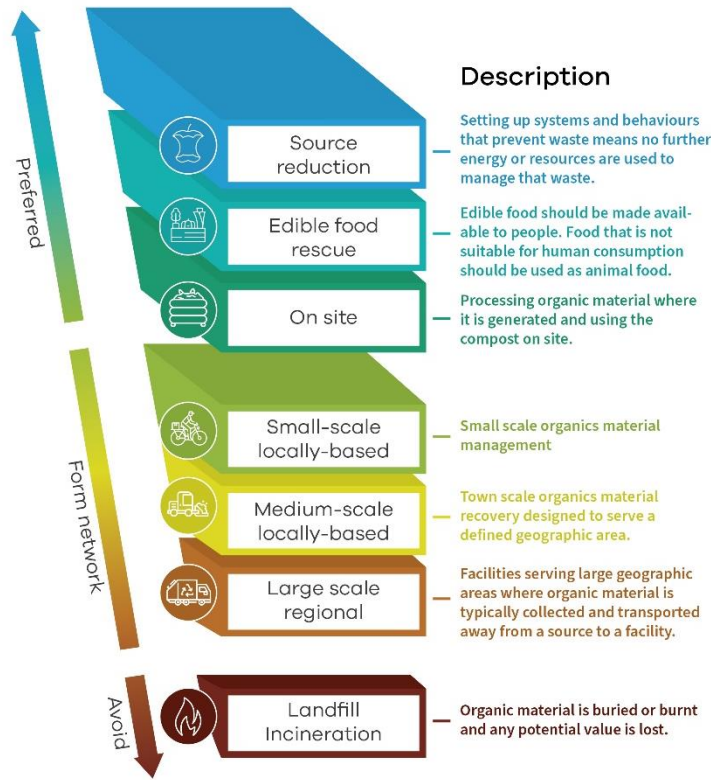 Description
Preferred
Source
reduction
Setting up systems and behaviours
that prevent waste means no further
energy or resources are used to
manage that waste.
Edible food
rescue
Edible food should be made avail-
able to people. Food that is not
suitable for human consumption
should be used as animal food.
On site
Processing organic material where
it is generated and using the
compost on site.
Form network
Small-scale
locally-based
Small scale organics material
management
Medium-scale
locally-based
Town scale organics material
recovery designed to serve a
defined geographic area.
Large scale
regional
Facilities serving large geographic
areas where organic material is
typically collected and transported
away from a source to a facility.
Avoid
Landfill
Incineration
Organic material is buried or burnt
and any potential value is lost.